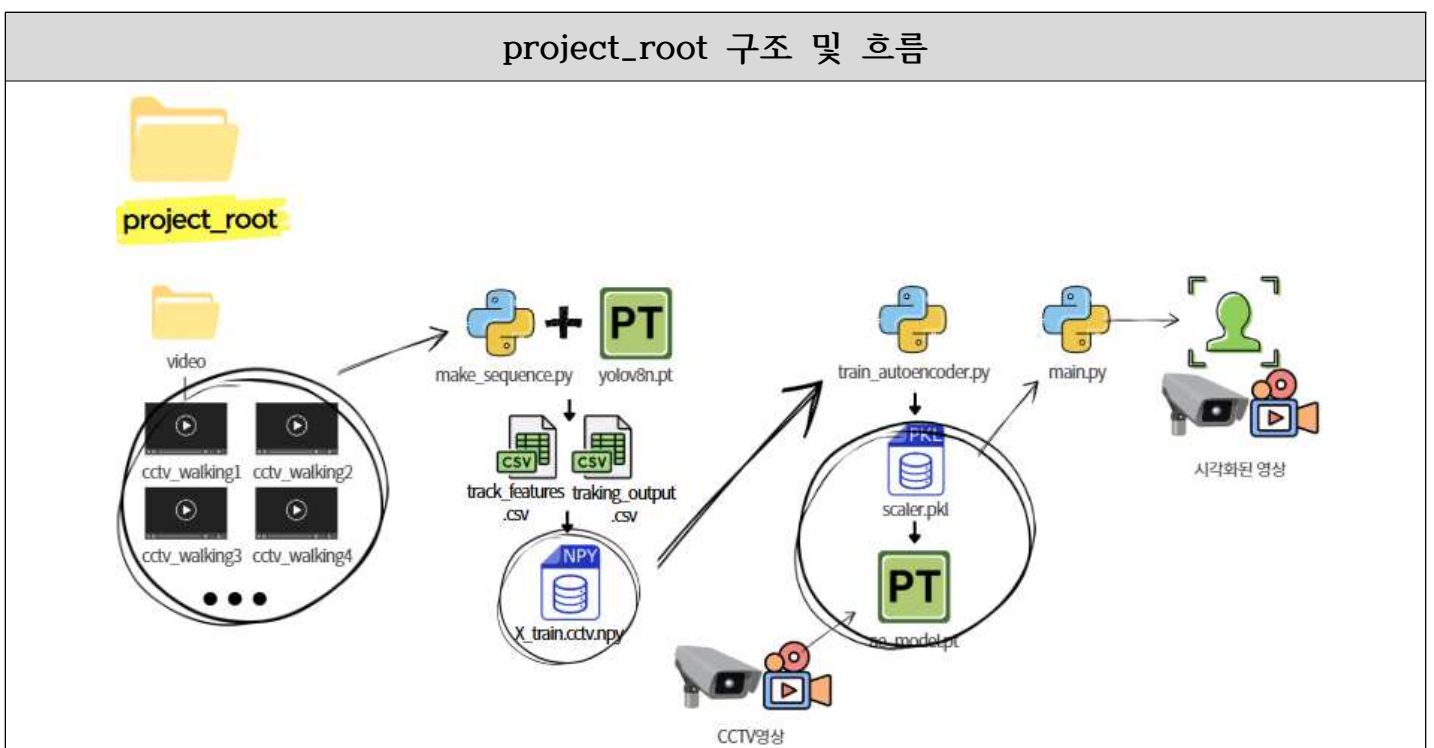 project_root 구조 및 흐름
project_root
video
cctv_walking1 cctv_walking2
cctv_walking3 cctv_walking4
make_sequence.py
PT
yolov8n.pt
CSV
CSV
track_features
.csv
traking_output
.csv
NPY
X_train.cctv.npy
train_autoencoder.py
PKL
scaler.pkl
PT
ae_model.pt
CCTV영상
main.py
시각화된 영상